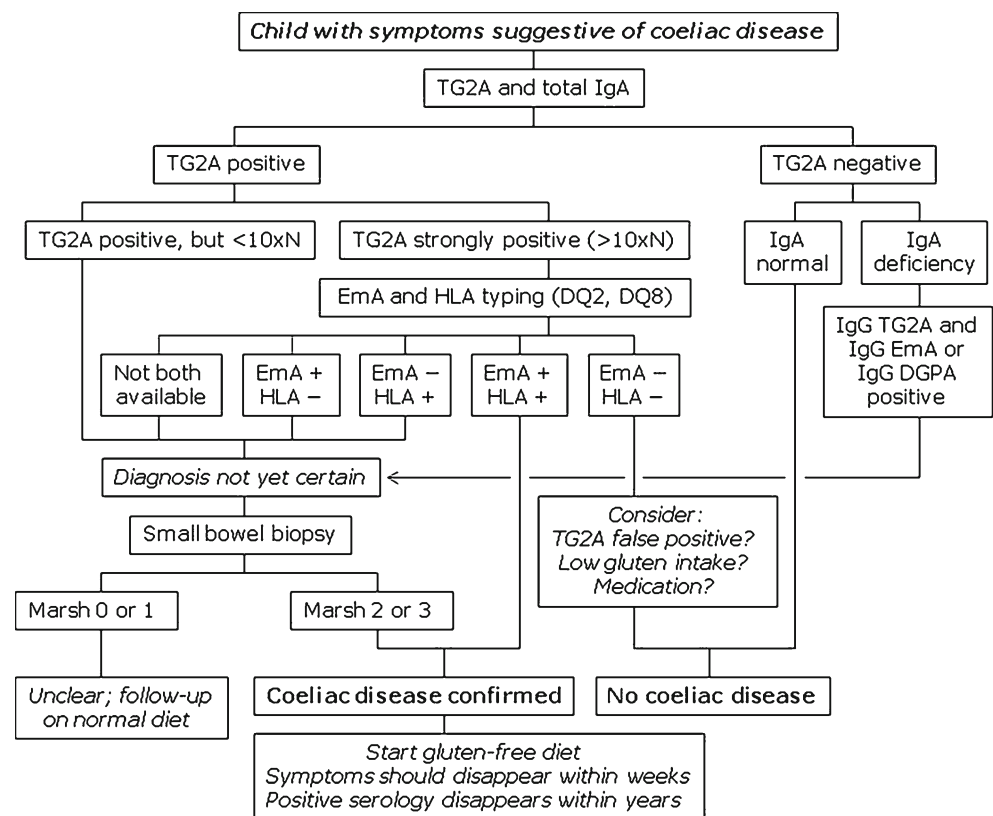 Child with symptoms suggestive of coeliac disease
TG2A and total IgA
TG2A positive
TG2A negative
TG2A positive, but <10xN
TG2A strongly positive (>10xN)
IgA
normal
IgA
deficiency
EmA and HLA typing (DQ2, DQ8)
IgG TG2A and
IgG EmA or
IgG DGPA
positive
Not both
available
EmA +
HLA –
EmA –
HLA +
EmA +
HLA +
EmA –
HLA –
Diagnosis not yet certain
Consider:
TG2A false positive?
Low gluten intake?
Medication?
Small bowel biopsy
Marsh 0 or 1
Marsh 2 or 3
Unclear; follow-up
on normal diet
Coeliac disease confirmed
No coeliac disease
Start gluten-free diet
Symptoms should disappear within weeks
Positive serology disappears within years